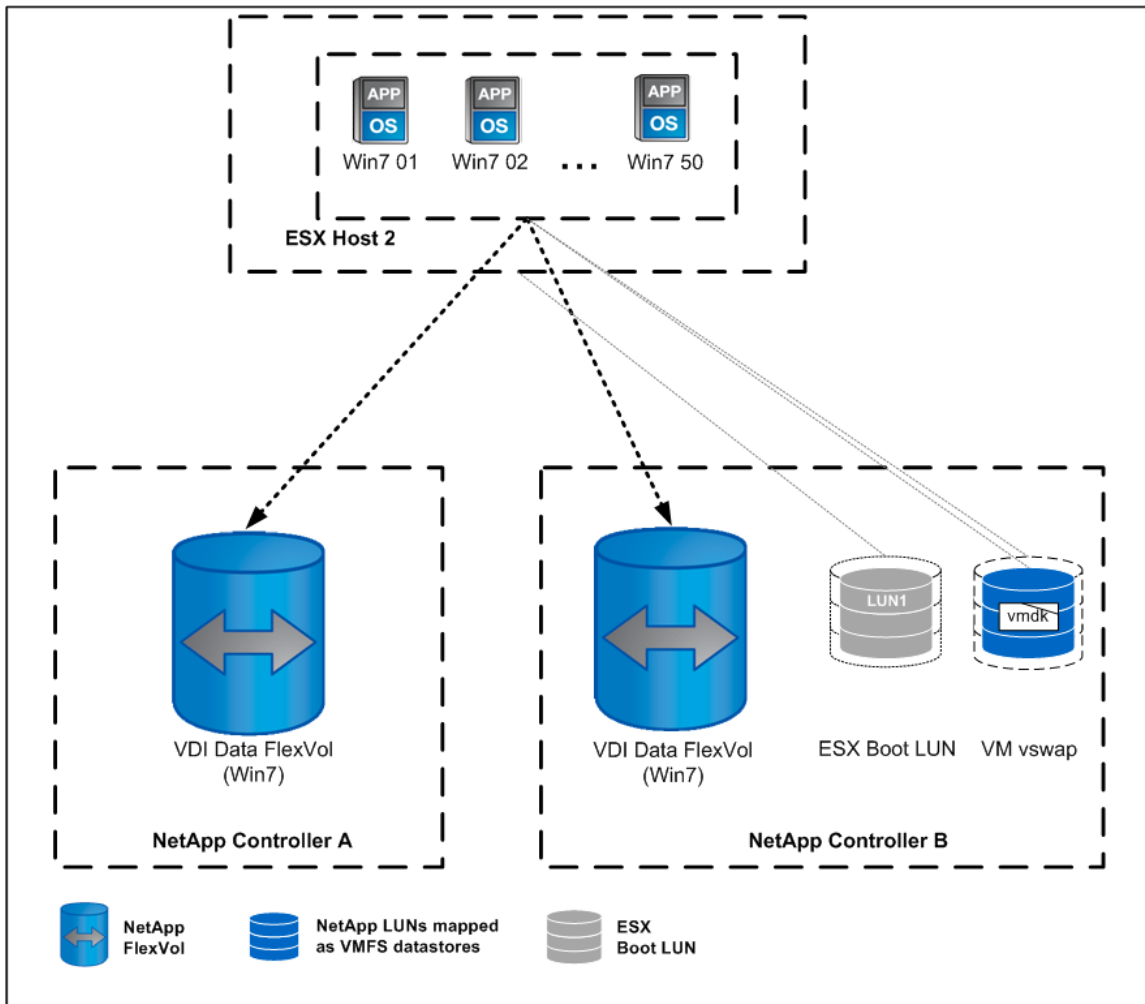 APP
OS
Win7 01
APP
OS
Win7 02
...
APP
OS
Win7 50
ESX Host 2
VDI Data FlexVol
(Win7)
NetApp Controller A
VDI Data FlexVol
(Win7)
LUN1
ESX Boot LUN
vmdk
VM vswap
NetApp Controller B
NetApp
FlexVol
NetApp LUNs mapped
as VMFS datastores
ESX
Boot LUN